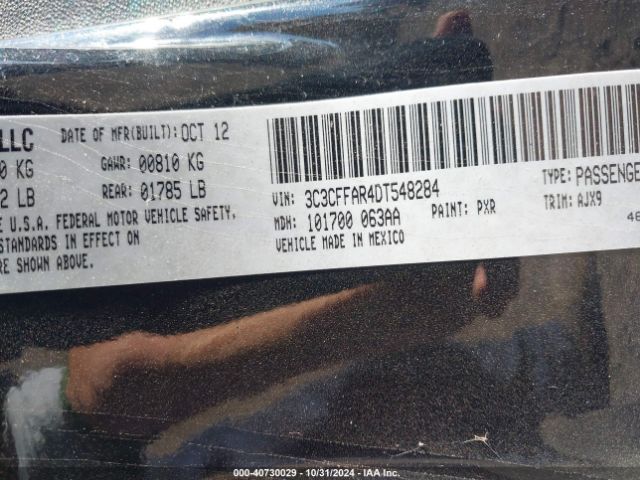 LLC DATE OF MFR(BUILT): OCT 12
0 KG GAWR: 00810 KG
2 LB REAR: 01785 LB
E U.S.A. FEDERAL MOTOR VEHICLE SAFETY,
STANDARDS IN EFFECT ON
RE SHOWN ABOVE.
VIN: 3C3CFFAR4DT548284 TYPE: PASSENGE
MDH: 101700 063AA PAINT: PXR TRIM: AJX9
VEHICLE MADE IN MEXICO
000-40730029 - 10/31/2024 - IAA Inc.